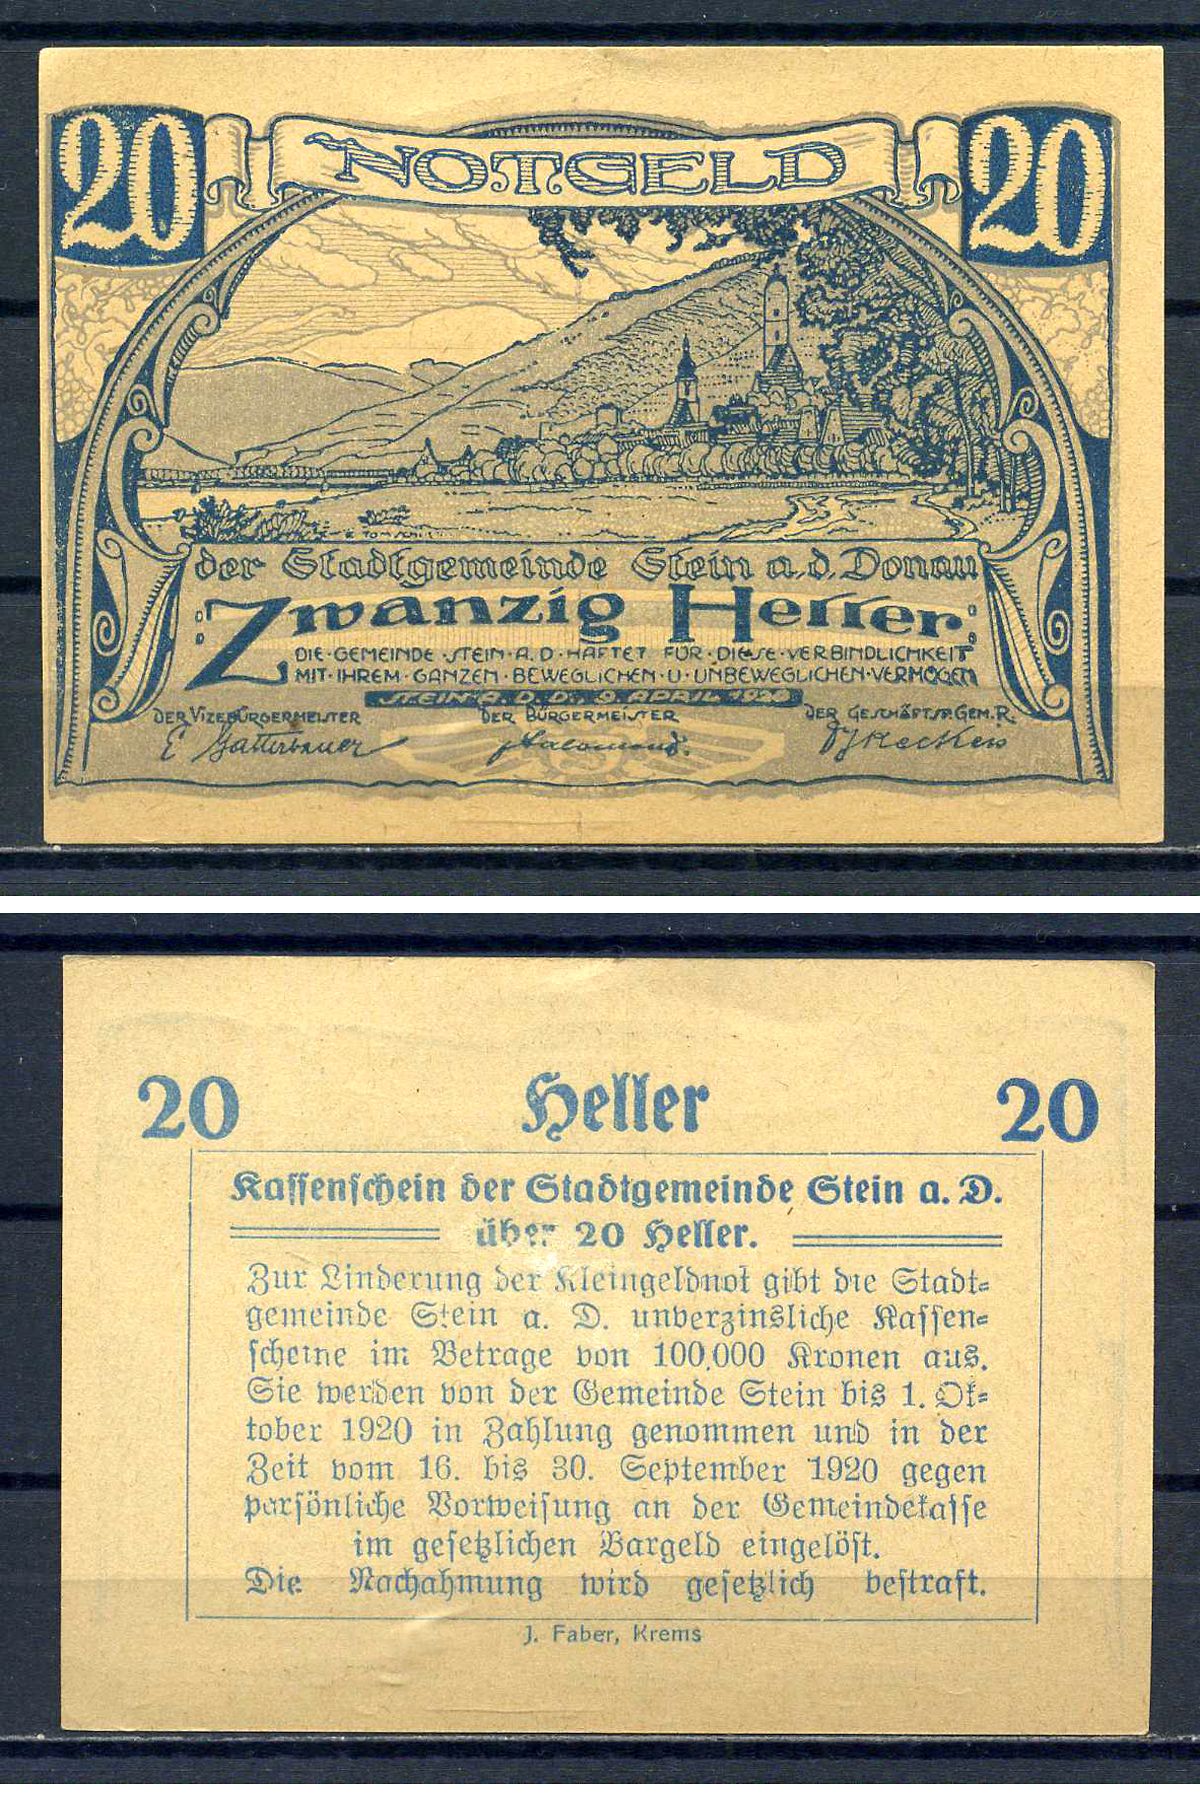 20 NOTGELD 20
der Stadtgemeinde Stein a. d. Donau
Zwanzig Heller
DIE · GEMEINDE · STEIN · A. D · HAFTET FÜR · DIESE · VERBINDLICHKEIT
MIT · IHREM · GANZEN · BEWEGLICHEN · U · UNBEWEGLICHEN · VERMÖGEN
STEIN A. D. D., 9. APRIL 1920
DER VIZEBÜRGERMEISTER DER BÜRGERMEISTER DER GESCHÄFTSF. GEM. R.
E Gatterbauer
20 Heller 20
Kassenschein der Stadtgemeinde Stein a. D.
über 20 Heller.
Zur Linderung der Kleingeldnot gibt die Stadt-
gemeinde Stein a. D. unverzinsliche Kassen-
scheine im Betrage von 100.000 Kronen aus.
Sie werden von der Gemeinde Stein bis 1. Ok-
tober 1920 in Zahlung genommen und in der
Zeit vom 16. bis 30. September 1920 gegen
persönliche Vorweisung an der Gemeindekasse
im gesetzlichen Bargeld eingelöst.
Die Nachahmung wird gesetzlich bestraft.
J. Faber, Krems